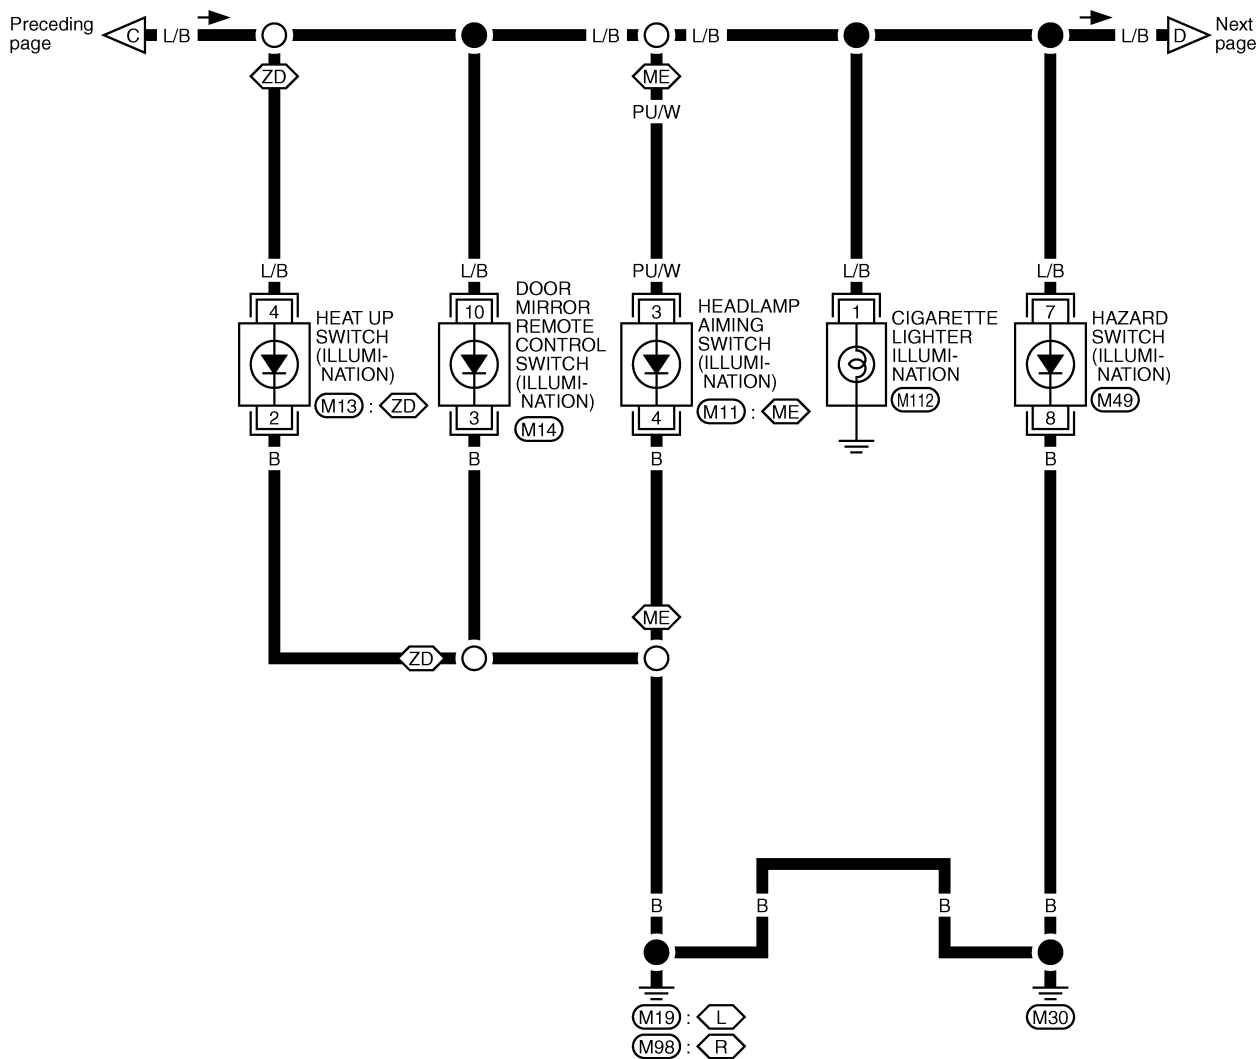 Preceding
page
C
L/B
L/B
L/B
L/B
D
Next
page
ZD
ME
PU/W
L/B
L/B
PU/W
L/B
L/B
4
HEAT UP
SWITCH
(ILLUMI-
NATION)
M13 : ZD
2
B
10
DOOR
MIRROR
REMOTE
CONTROL
SWITCH
(ILLUMI-
NATION)
M14
3
B
3
HEADLAMP
AIMING
SWITCH
(ILLUMI-
NATION)
M11 : ME
4
B
1
CIGARETTE
LIGHTER
ILLUMI-
NATION
M112
7
HAZARD
SWITCH
(ILLUMI-
NATION)
M49
8
B
ME
ZD
B
B
B
B
M19 : L
M98 : R
M30